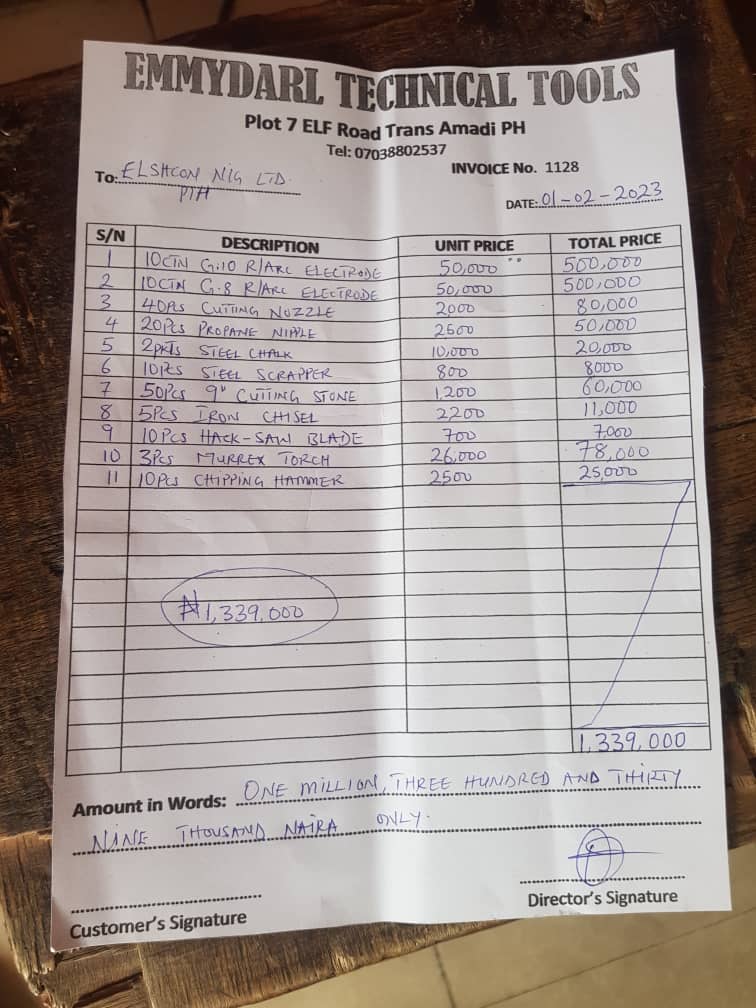 EMMYDARL TECHNICAL TOOLS
Plot 7 ELF Road Trans Amadi PH
Tel: 07038802537
INVOICE No. 1128
To: ELSHCON NIG LTD.
P/H
DATE: 01-02-2023
S/N DESCRIPTION UNIT PRICE TOTAL PRICE
1 10CTN G.10 R/ARC ELECTRODE 50,000 500,000
2 10CTN G.8 R/ARC ELECTRODE 50,000 500,000
3 40Pcs CUTTING NOZZLE 2000 80,000
4 20Pcs PROPANE NIPPLE 2500 50,000
5 2pkts STEEL CHALK 10,000 20,000
6 10Pcs STEEL SCRAPPER 800 8000
7 50Pcs 9" CUTTING STONE 1,200 60,000
8 5Pcs IRON CHISEL 2200 11,000
9 10Pcs HACK-SAW BLADE 700 7,000
10 3Pcs MURREX TORCH 26,000 78,000
11 10Pcs CHIPPING HAMMER 2500 25,000
₦1,339,000
1,339,000
Amount in Words: ONE MILLION, THREE HUNDRED AND THIRTY
NINE THOUSAND NAIRA ONLY.
Customer's Signature
Director's Signature